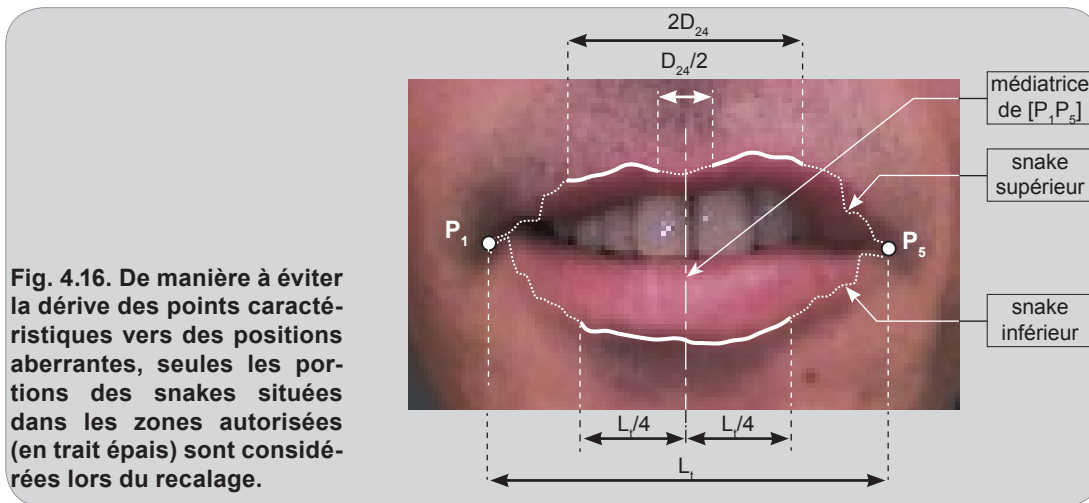 2D24
D24/2
médiatrice
de [P1P5]
snake
supérieur
P1
P5
snake
inférieur
Lt/4
Lt/4
Lt
Fig. 4.16. De manière à éviter
la dérive des points caracté-
ristiques vers des positions
aberrantes, seules les por-
tions des snakes situées
dans les zones autorisées
(en trait épais) sont considé-
rées lors du recalage.